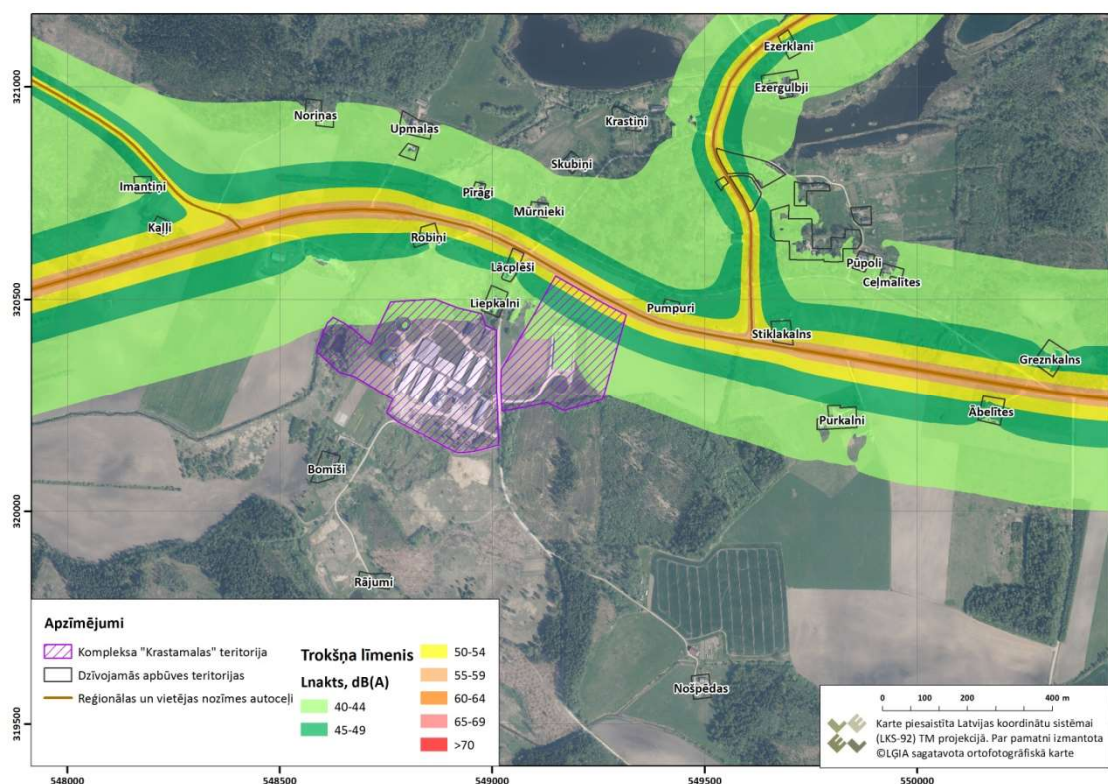 Ezerklani
Ezergulbji
321000
Noriņas
Upmalas
Krastiņi
Skubiņi
Imantiņi
Pīrāgi
Mūrnieki
Kaļļi
Robiņi
Lācplēši
Pūpoli
Ceļmalītes
Liepkalni
Pumpuri
320500
Stiklakalns
Greznkalns
Ābelītes
Purkalni
Bomīši
320000
Rājumi
Nošpēdas
319500
Apzīmējumi
Kompleksa "Krastamalas" teritorija
Dzīvojamās apbūves teritorijas
Reģionālas un vietējas nozīmes autoceļi
Trokšņa līmenis
Lnakts, dB(A)
40-44
45-49
50-54
55-59
60-64
65-69
>70
0 100 200 400 m
Karte piesaistīta Latvijas koordinātu sistēmai
(LKS-92) TM projekcijā. Par pamatni izmantota
©LĢIA sagatavota ortofotogrāfiskā karte
548000 548500 549000 549500 550000